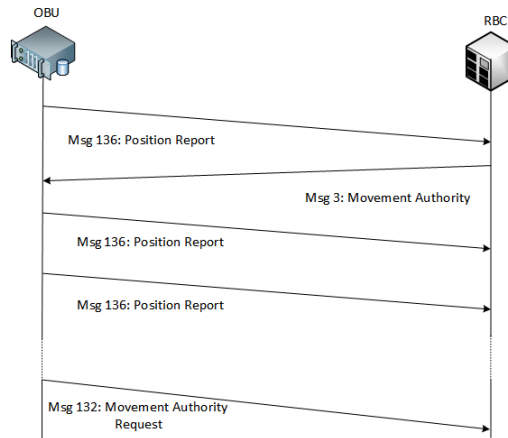 OBU
RBC
Msg 136: Position Report
Msg 3: Movement Authority
Msg 136: Position Report
Msg 136: Position Report
Msg 132: Movement Authority
Request